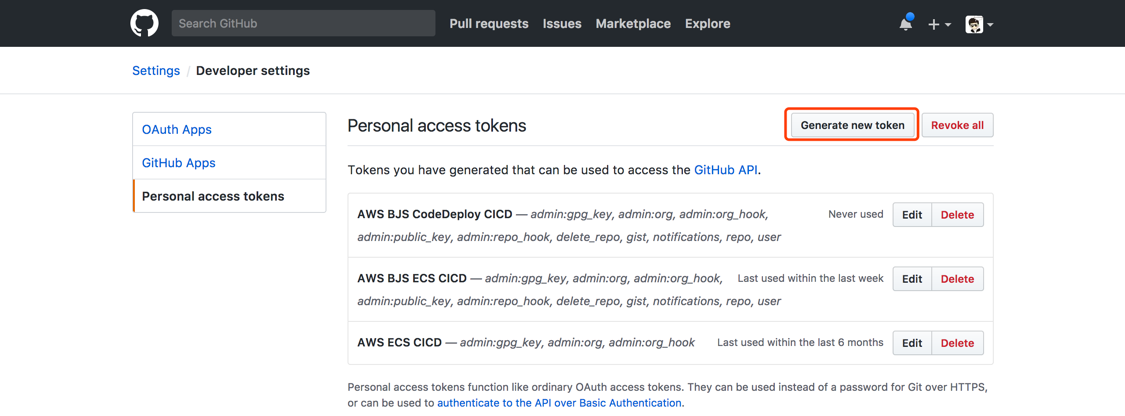 Search GitHub Pull requests Issues Marketplace Explore
Settings / Developer settings
OAuth Apps
GitHub Apps
Personal access tokens
Personal access tokens Generate new token Revoke all
Tokens you have generated that can be used to access the GitHub API.
AWS BJS CodeDeploy CICD — admin:gpg_key, admin:org, admin:org_hook, Never used Edit Delete
admin:public_key, admin:repo_hook, delete_repo, gist, notifications, repo, user
AWS BJS ECS CICD — admin:gpg_key, admin:org, admin:org_hook, Last used within the last week Edit Delete
admin:public_key, admin:repo_hook, delete_repo, gist, notifications, repo, user
AWS ECS CICD — admin:gpg_key, admin:org, admin:org_hook Last used within the last 6 months Edit Delete
Personal access tokens function like ordinary OAuth access tokens. They can be used instead of a password for Git over HTTPS,
or can be used to authenticate to the API over Basic Authentication.